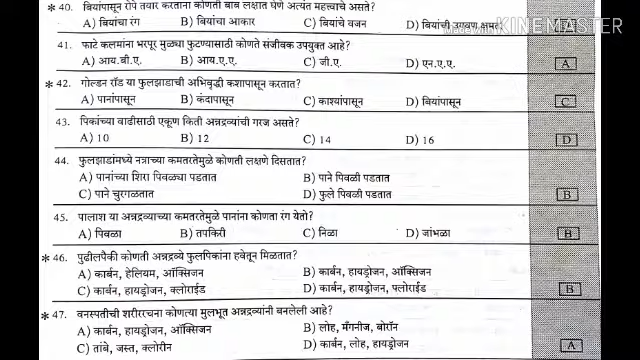 * 40. बियांपासून रोपे तयार करताना कोणती बाब लक्षात घेणे अत्यंत महत्त्वाचे असते?
A) बियांचा रंग B) बियांचा आकार C) बियांचे वजन D) बियांची उगवण क्षमता
Made with KINEMASTER
41. फाटे कलमांना भरपूर मुळ्या फुटण्यासाठी कोणते संजीवक उपयुक्त आहे?
A) आय.बी.ए. B) आय.ए.ए. C) जी.ए. D) एन.ए.ए. A
* 42. गोल्डन रॉड या फुलझाडाची अभिवृद्धी कशापासून करतात?
A) पानांपासून B) कंदापासून C) काश्यांपासून D) बियांपासून C
43. पिकांच्या वाढीसाठी एकूण किती अन्नद्रव्यांची गरज असते?
A) 10 B) 12 C) 14 D) 16 D
44. फुलझाडांमध्ये नत्राच्या कमतरतेमुळे कोणती लक्षणे दिसतात?
A) पानांच्या शिरा पिवळ्या पडतात B) पाने पिवळी पडतात
C) पाने चुरगळतात D) फुले पिवळी पडतात B
45. पालाश या अन्नद्रव्याच्या कमतरतेमुळे पानांना कोणता रंग येतो?
A) पिवळा B) तपकिरी C) निळा D) जांभळा B
* 46. पुढीलपैकी कोणती अन्नद्रव्ये फुलपिकांना हवेतून मिळतात?
A) कार्बन, हेलियम, ऑक्सिजन B) कार्बन, हायड्रोजन, ऑक्सिजन
C) कार्बन, हायड्रोजन, क्लोराईड D) कार्बन, हायड्रोजन, फ्लोराईड B
* 47. वनस्पतीची शरीररचना कोणत्या मुलभूत अन्नद्रव्यांनी बनलेली आहे?
A) कार्बन, हायड्रोजन, ऑक्सिजन B) लोह, मँगनीज, बोरॉन
C) तांबे, जस्त, क्लोरीन D) कार्बन, लोह, हायड्रोजन A